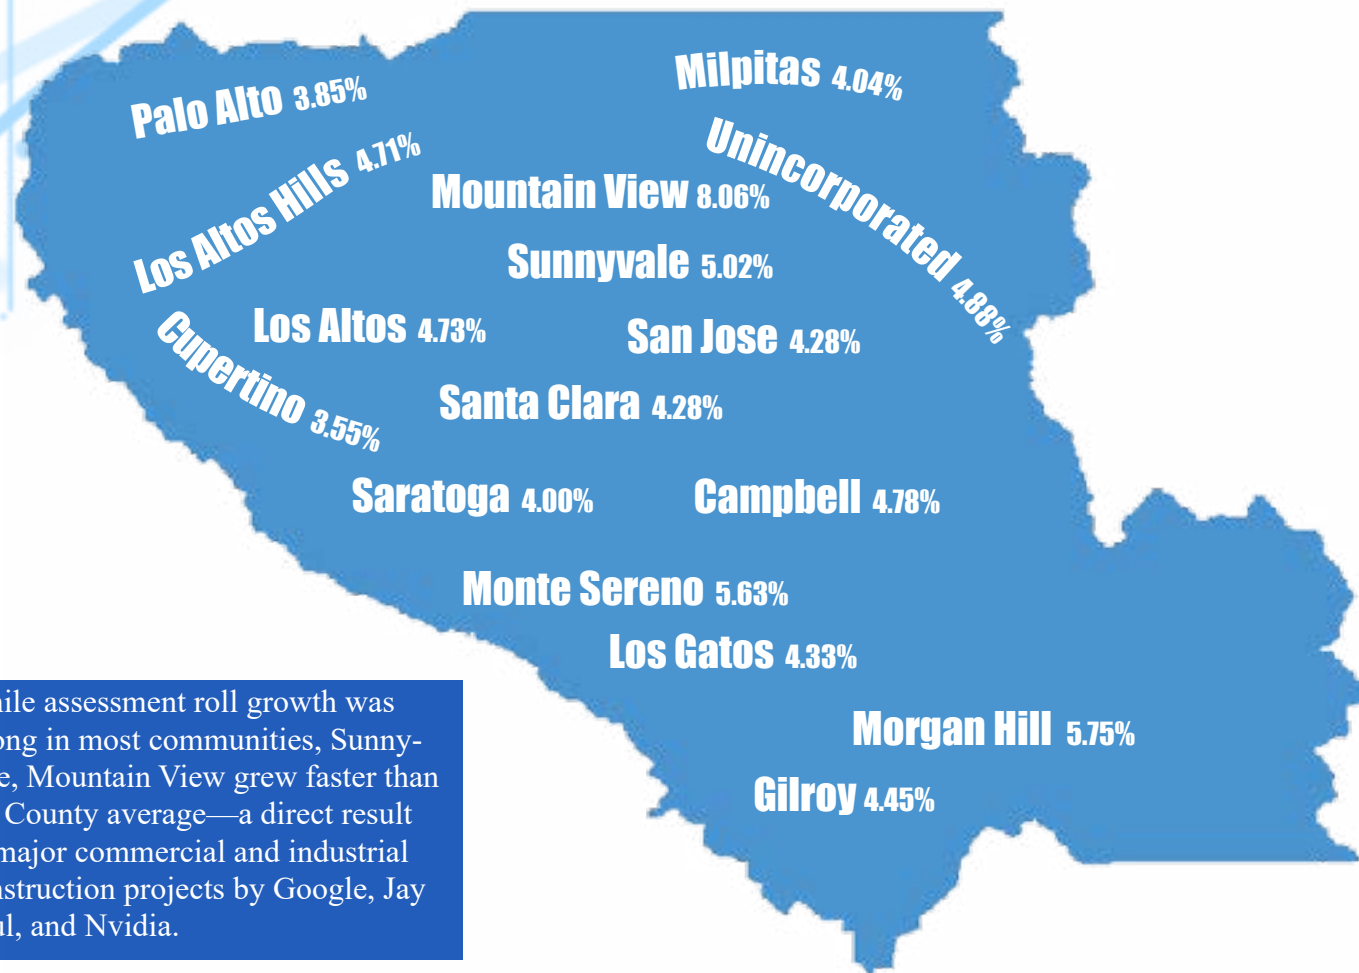 Palo Alto 3.85%
Milpitas 4.04%
Los Altos Hills 4.71%
Unincorporated 4.88%
Mountain View 8.06%
Sunnyvale 5.02%
Los Altos 4.73%
San Jose 4.28%
Cupertino 3.55%
Santa Clara 4.28%
Saratoga 4.00%
Campbell 4.78%
Monte Sereno 5.63%
Los Gatos 4.33%
Morgan Hill 5.75%
Gilroy 4.45%
assessment roll growth was
in most communities, Sunny-
Mountain View grew faster than
County average—a direct result
major commercial and industrial
projects by Google, Jay
and Nvidia.